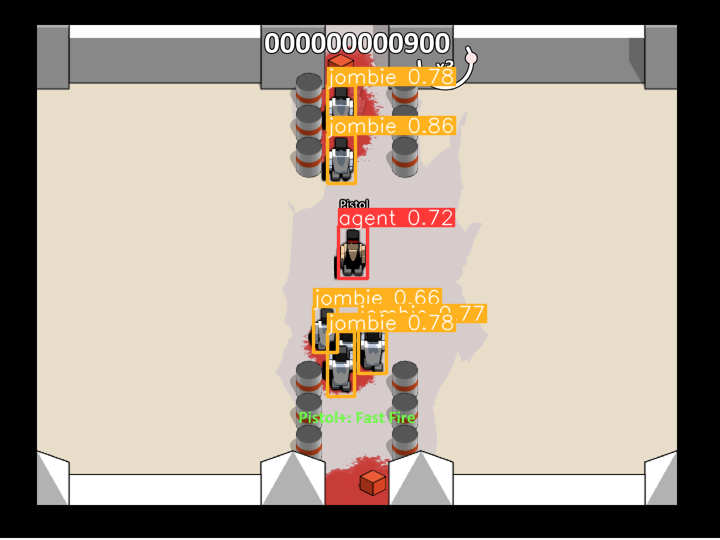 000000000900
x3
jombie 0.78
jombie 0.86
Pistol
agent 0.72
jombie 0.66
jombie 0.77
jombie 0.78
Pistol+: Fast Fire